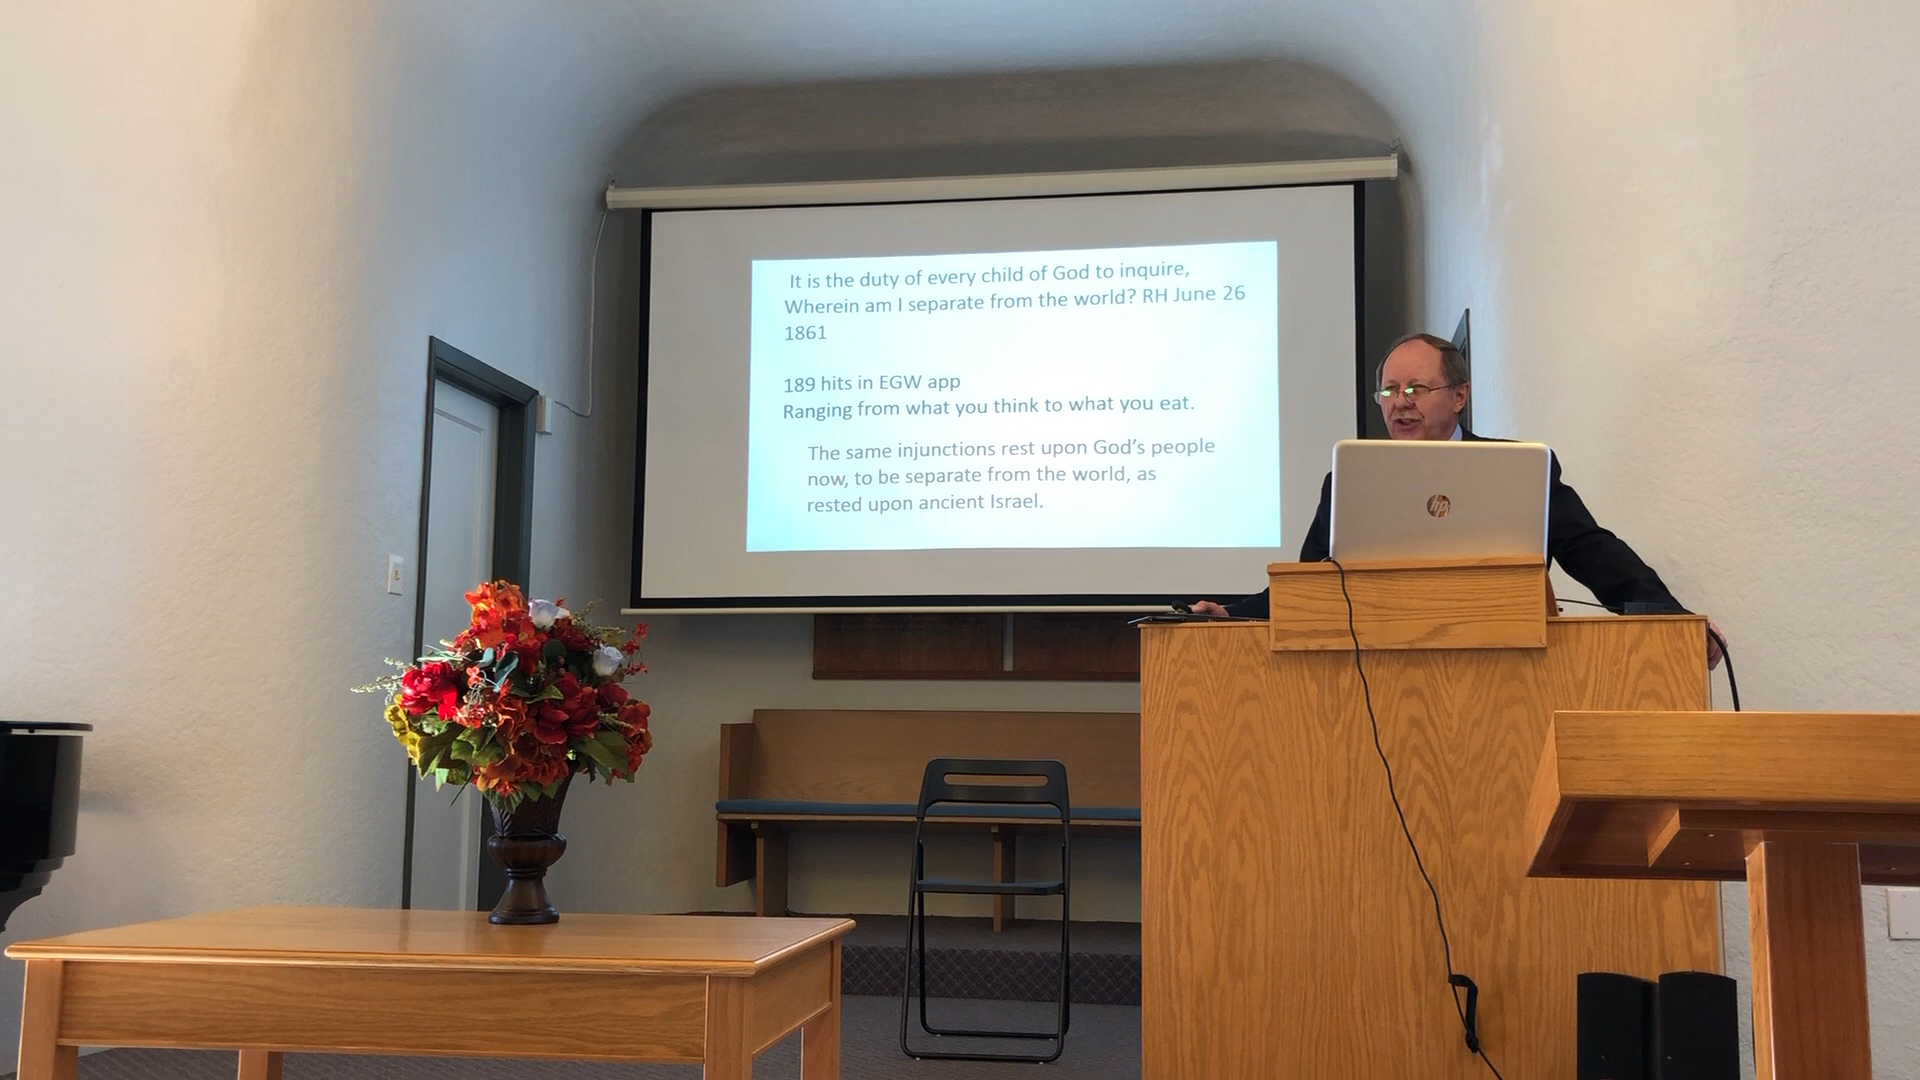 It is the duty of every child of God to inquire,
Wherein am I separate from the world? RH June 26
1861
189 hits in EGW app
Ranging from what you think to what you eat.
The same injunctions rest upon God's people
now, to be separate from the world, as
rested upon ancient Israel.
hp